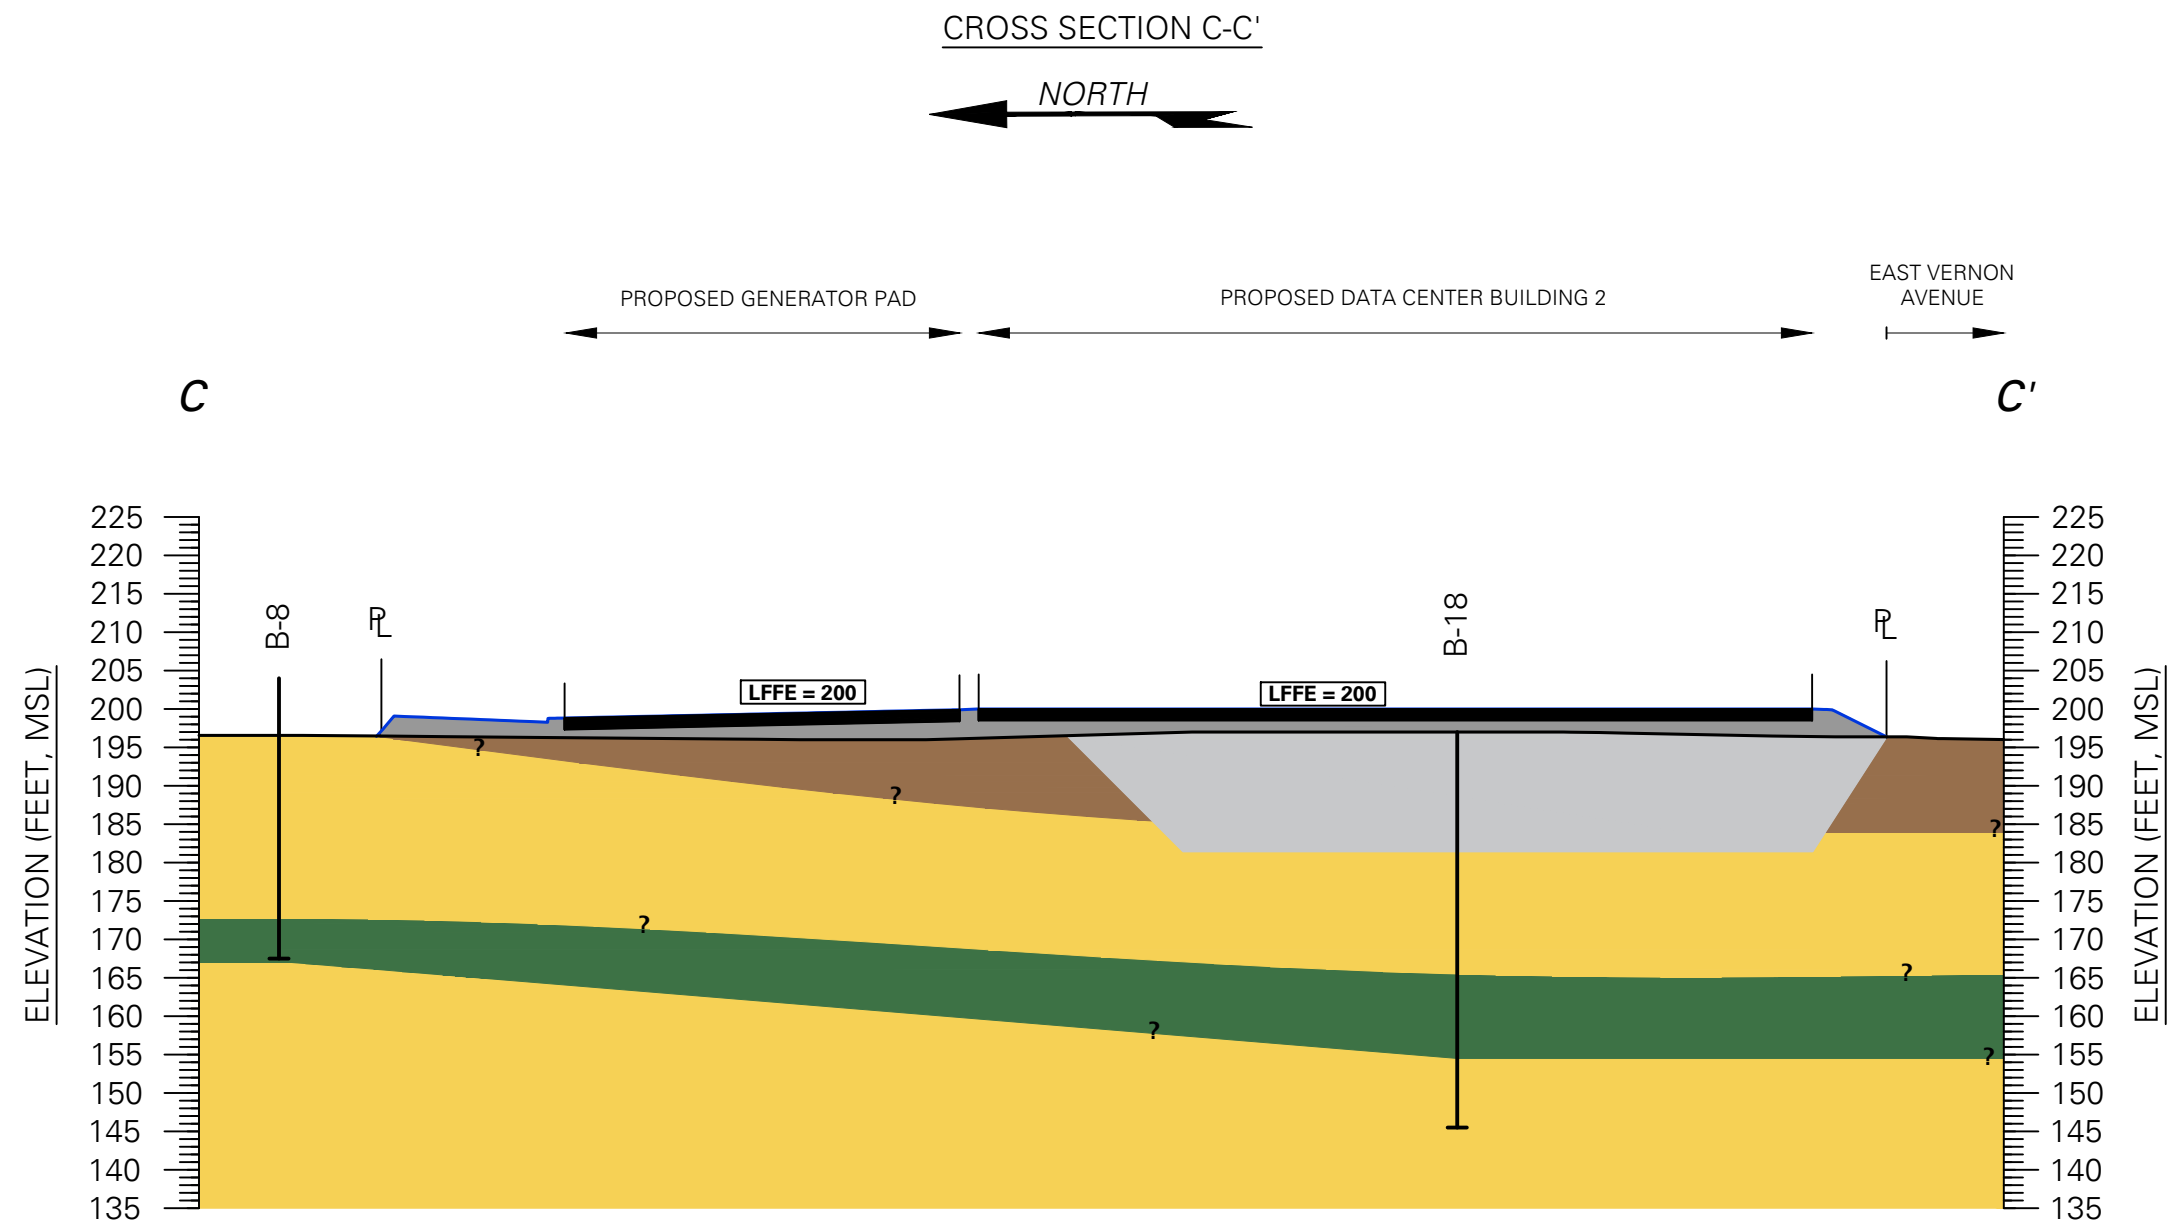 CROSS SECTION C-C'
NORTH
PROPOSED GENERATOR PAD
PROPOSED DATA CENTER BUILDING 2
EAST VERNON
AVENUE
C
C'
225
220
215
210
205
200
195
190
185
180
175
170
165
160
155
150
145
140
135
ELEVATION (FEET, MSL)
B-8
PL
LFFE = 200
LFFE = 200
B-18
PL
?
?
?
?
?
?
?
225
220
215
210
205
200
195
190
185
180
175
170
165
160
155
150
145
140
135
ELEVATION (FEET, MSL)